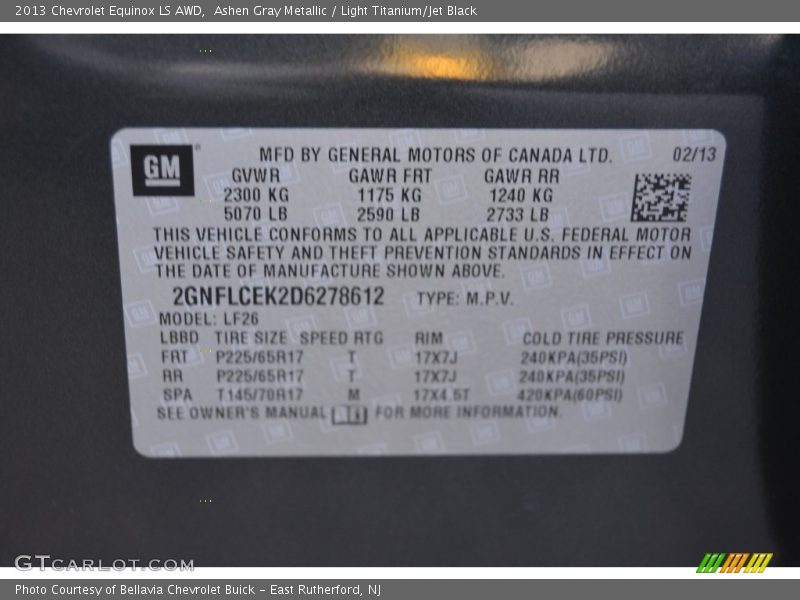 2013 Chevrolet Equinox LS AWD,  Ashen Gray Metallic / Light Titanium/Jet Black
GM® MFD BY GENERAL MOTORS OF CANADA LTD. 02/13
GVWR GAWR FRT GAWR RR
2300 KG 1175 KG 1240 KG
5070 LB 2590 LB 2733 LB
THIS VEHICLE CONFORMS TO ALL APPLICABLE U.S. FEDERAL MOTOR
VEHICLE SAFETY AND THEFT PREVENTION STANDARDS IN EFFECT ON
THE DATE OF MANUFACTURE SHOWN ABOVE.
2GNFLCEK2D6278612 TYPE: M.P.V.
MODEL: LF26
LBBD TIRE SIZE SPEED RTG RIM COLD TIRE PRESSURE
FRT P225/65R17 T 17X7J 240KPA(35PSI)
RR P225/65R17 T 17X7J 240KPA(35PSI)
SPA T145/70R17 M 17X4.5T 420KPA(60PSI)
SEE OWNER'S MANUAL FOR MORE INFORMATION.
GTCARLOT.COM
Photo Courtesy of Bellavia Chevrolet Buick – East Rutherford, NJ